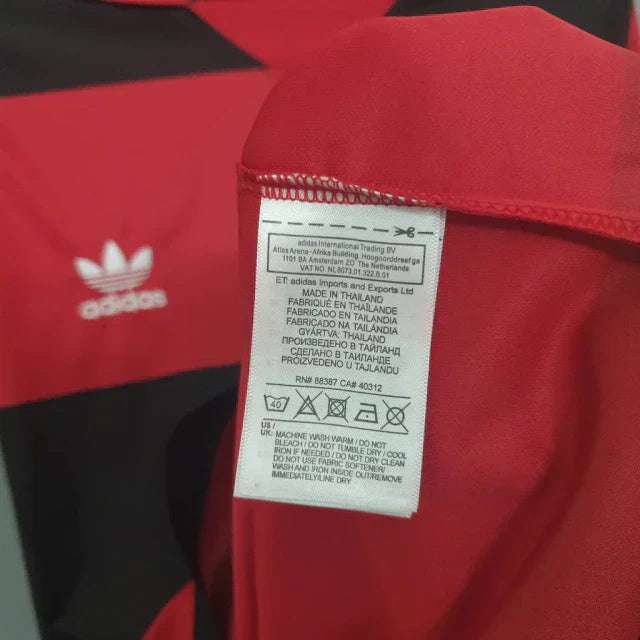 adidas
adidas International Trading BV
Atlas Arena - Afrika Building Hoogoorddreef ga
1101 BA Amsterdam ZO The Netherlands
VAT NO: NL8073.01.322.B.01
ET: adidas Imports and Exports Ltd
MADE IN THAILAND
FABRIQUÉ EN THAÏLANDE
FABRICADO EN TAILANDIA
FABRICADO NA TAILÂNDIA
GYÁRTVA: THAILAND
ПРОИЗВЕДЕНО В ТАЙЛАНД
СДЕЛАНО В ТАИЛАНДЕ
PROIZVEDENO U TAJLANDU
RN# 88387 CA# 40312
40
US /
UK: MACHINE WASH WARM / DO NOT
BLEACH / DO NOT TUMBLE DRY / COOL
IRON IF NEEDED / DO NOT DRY CLEAN
DO NOT USE FABRIC SOFTENER/
WASH AND IRON INSIDE OUT/REMOVE
IMMEDIATELY/LINE DRY